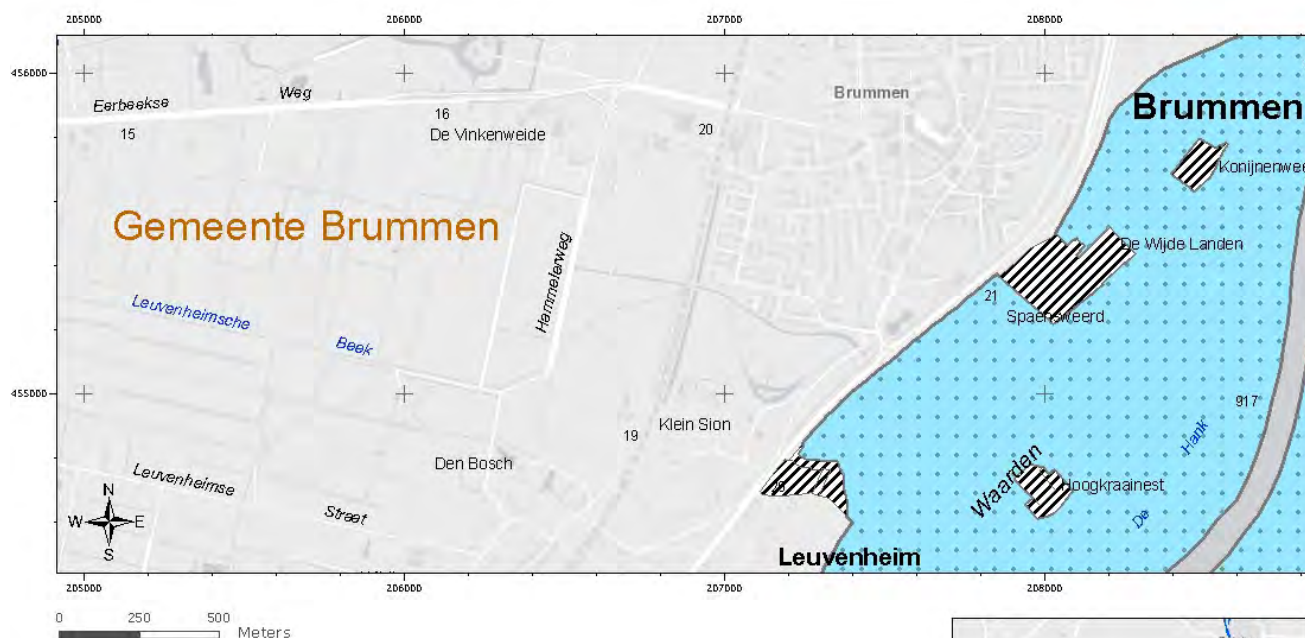 205000
206000
207000
208000
456000
Eerbeekse
Weg
Brummen
Brummen
15
16
20
De Vinkenweide
Gemeente Brummen
De Wijde Landen
Hammelerweg
21
Leuvenheimsche
Spaensweerd
Beek
455000
917
Klein Sion
19
Hank
Den Bosch
Leuvenheimse
Waarden
Hoogkraainest
N
W
E
S
Straat
De
Leuvenheim
205000
206000
207000
208000
0
250
500
Meters